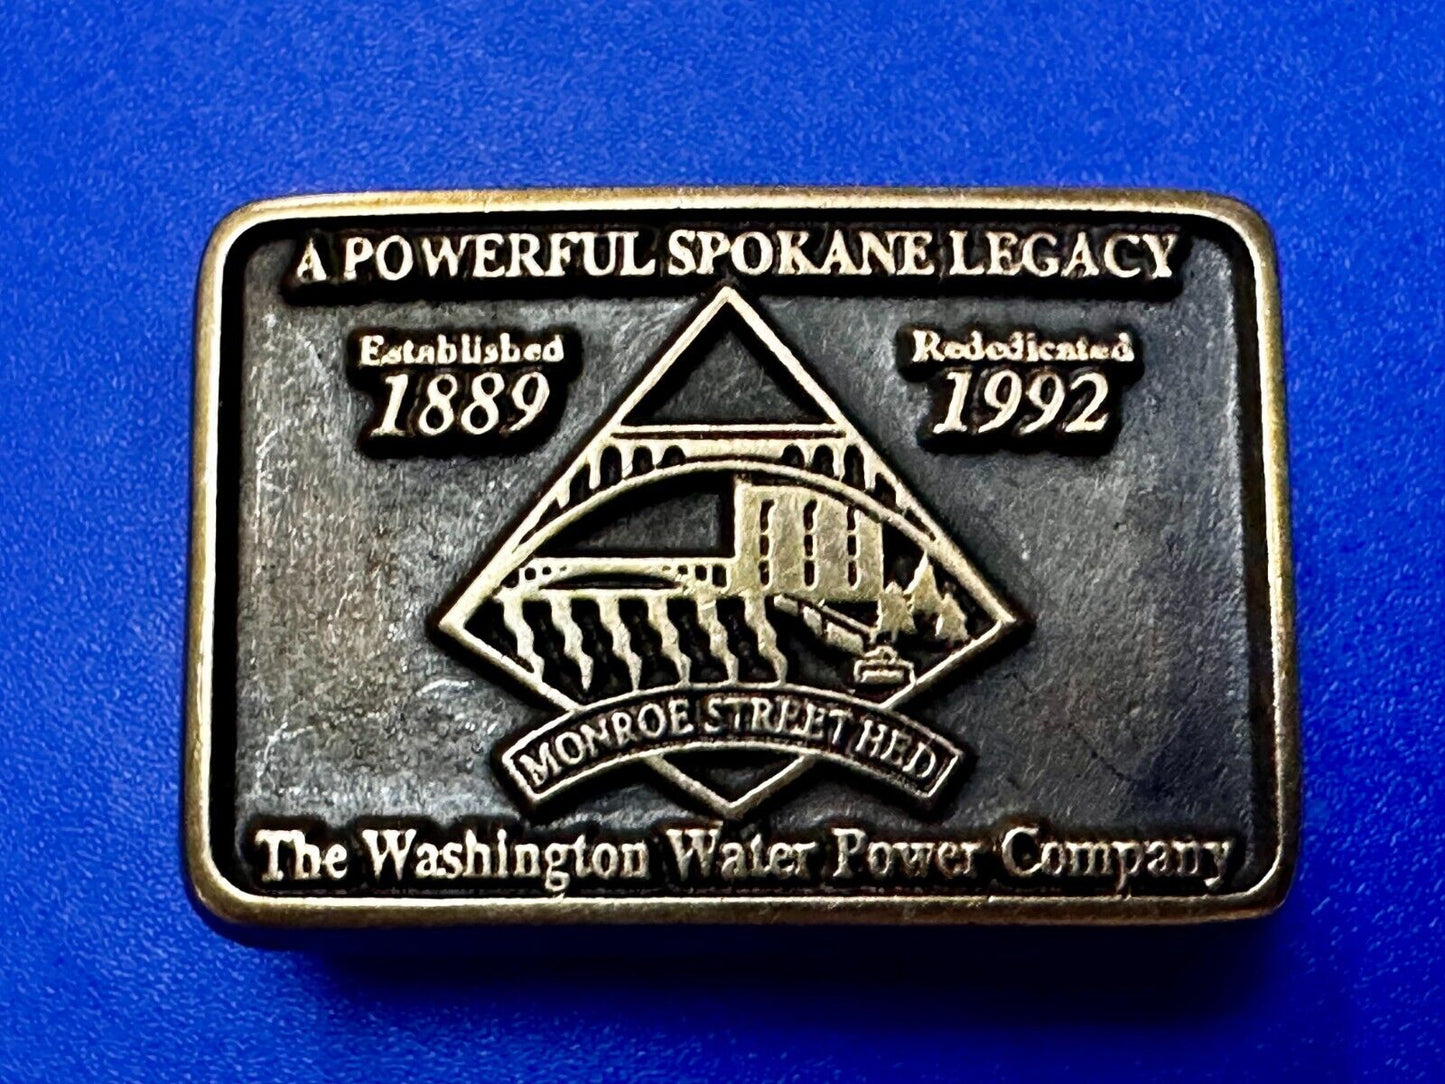 A POWERFUL SPOKANE LEGACY
Established
1889
Rededicated
1992
MONROE STREET HED
The Washington Water Power Company